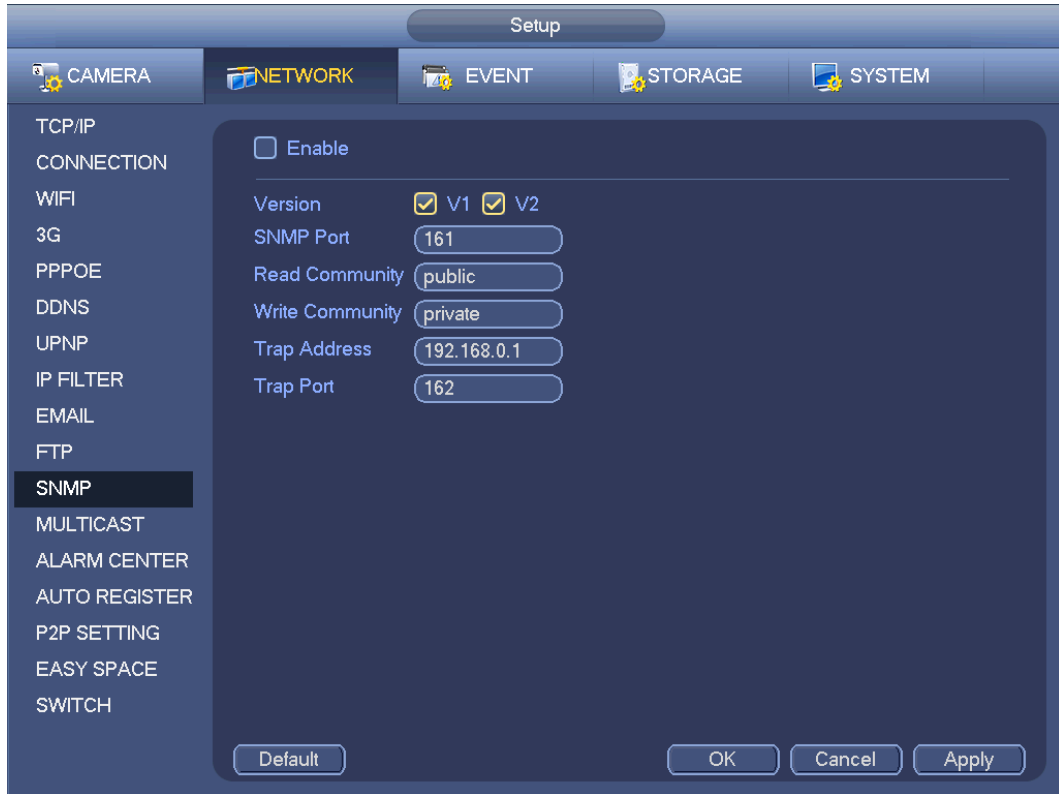 Setup
CAMERA NETWORK EVENT STORAGE SYSTEM
TCP/IP
CONNECTION
WIFI
3G
PPPOE
DDNS
UPNP
IP FILTER
EMAIL
FTP
SNMP
MULTICAST
ALARM CENTER
AUTO REGISTER
P2P SETTING
EASY SPACE
SWITCH
Enable
Version V1 V2
SNMP Port 161
Read Community public
Write Community private
Trap Address 192.168.0.1
Trap Port 162
Default OK Cancel Apply